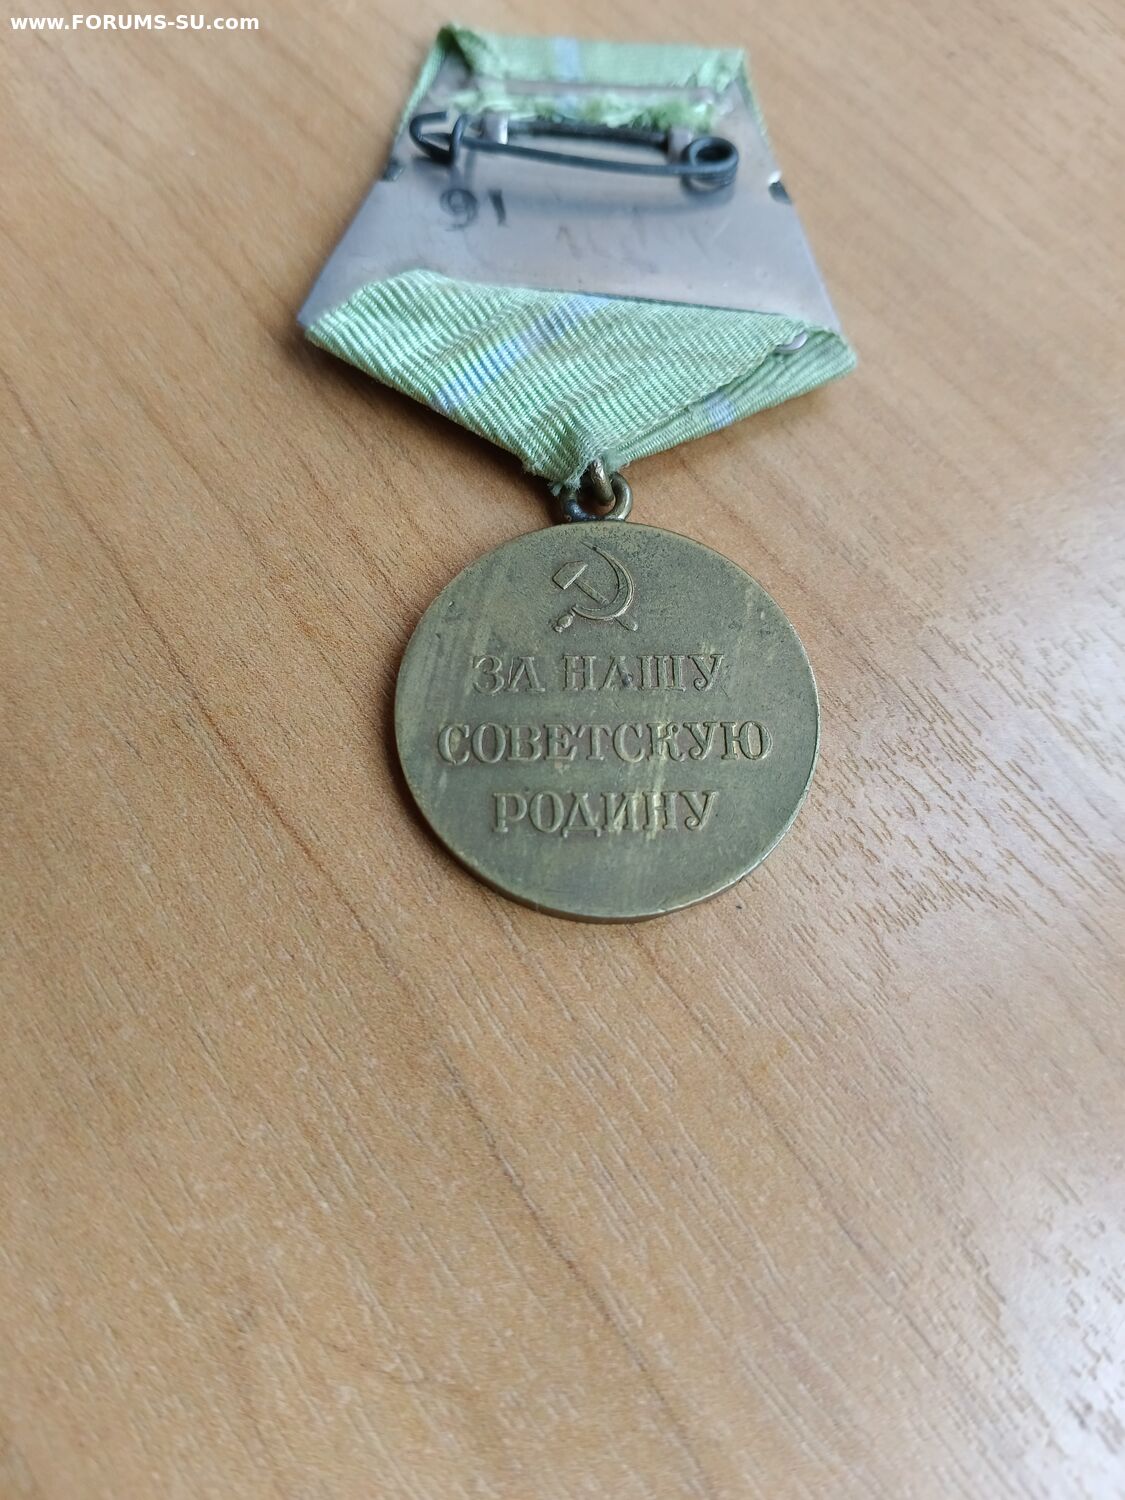 www.FORUMS-SU.com
91
ЗА НАШУ
СОВЕТСКУЮ
РОДИНУ